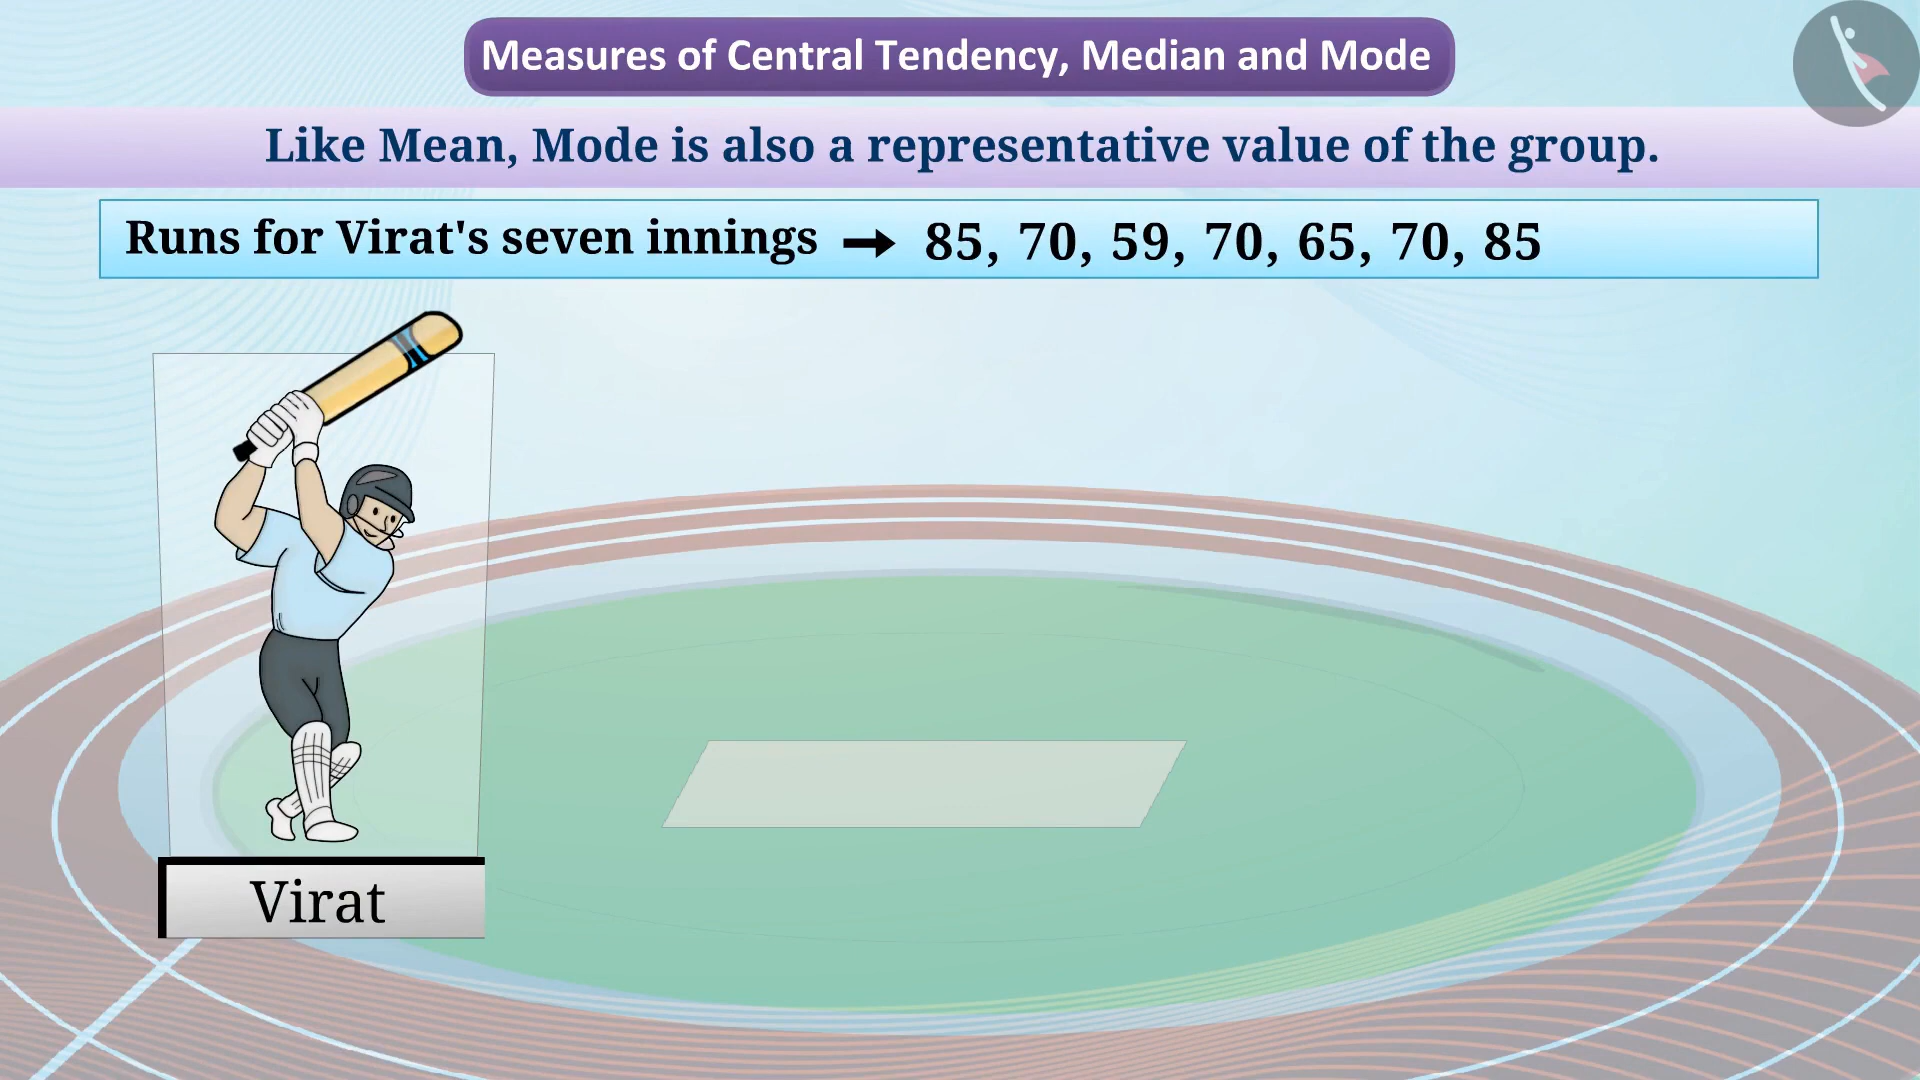 Measures of Central Tendency, Median and Mode
Like Mean, Mode is also a representative value of the group.
Runs for Virat's seven innings → 85, 70, 59, 70, 65, 70, 85
Virat